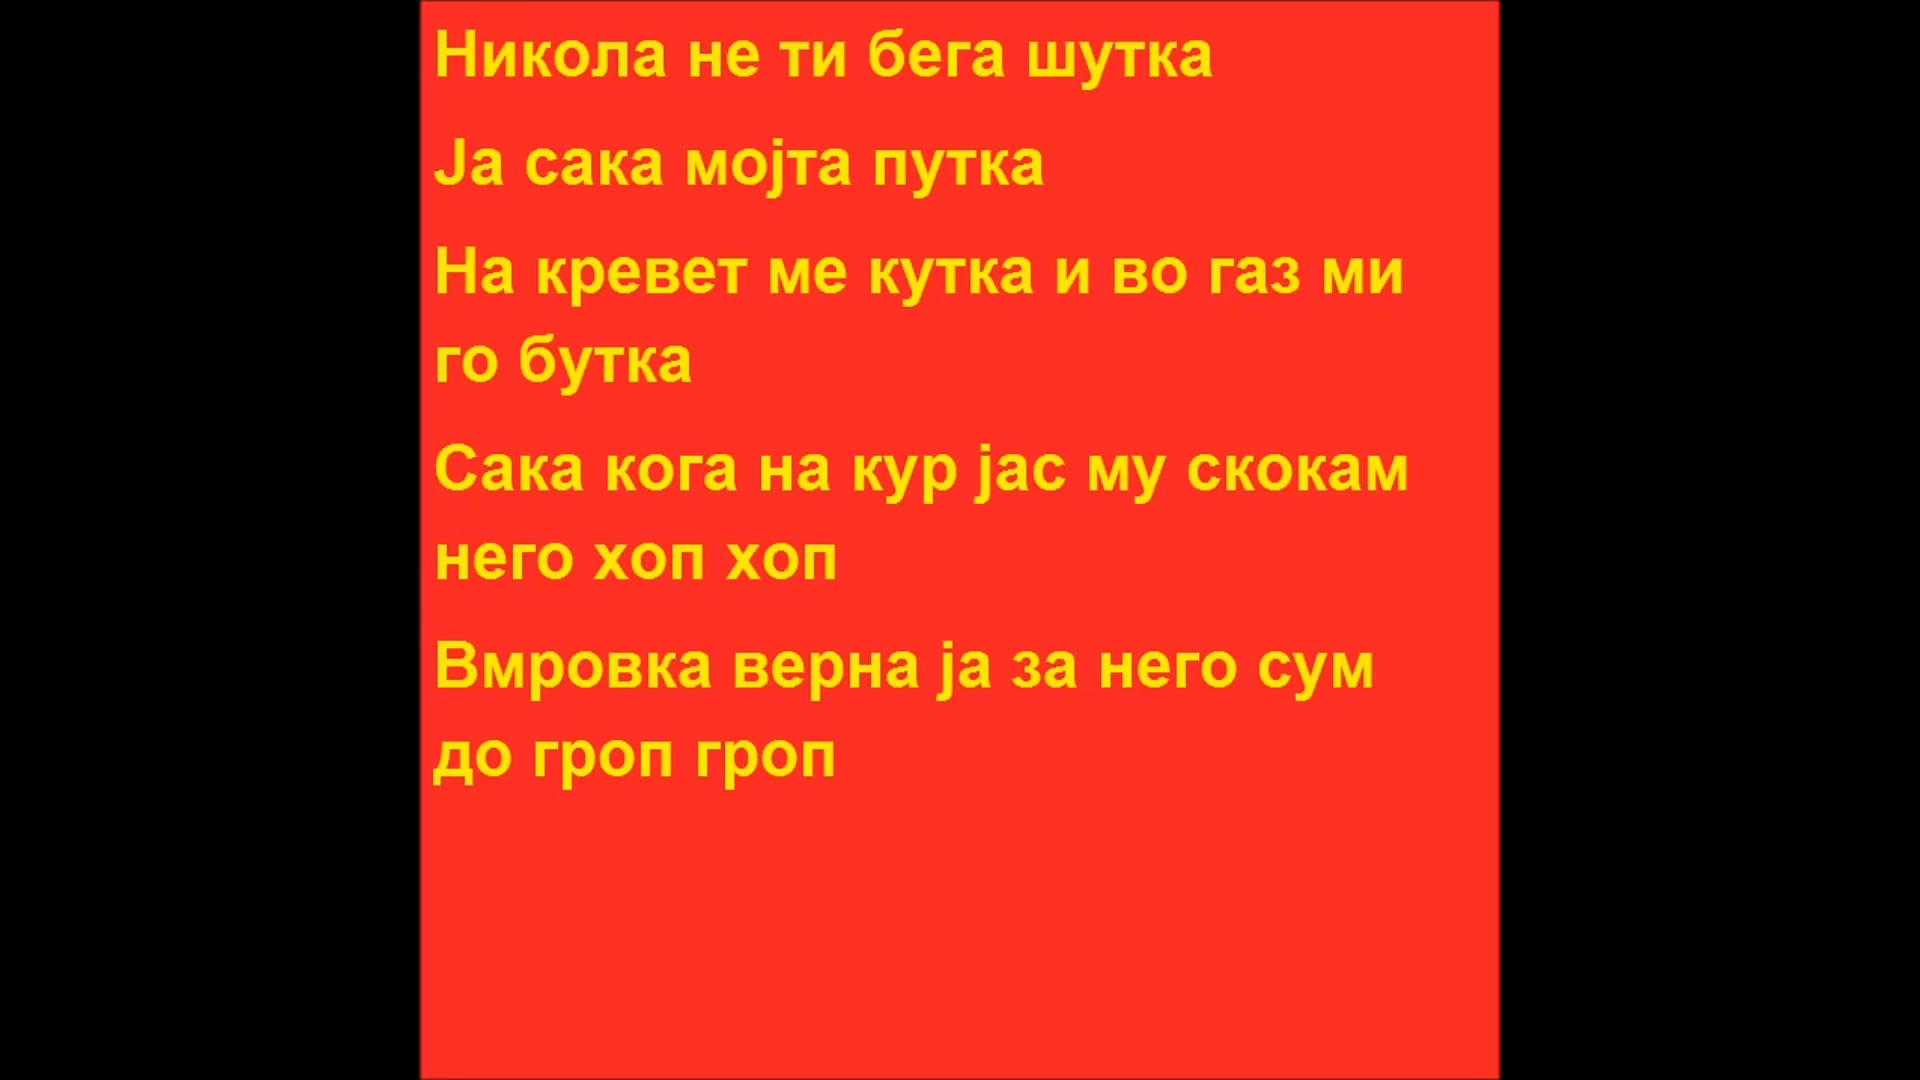 Никола не ти бега шутка
Ја сака мојта путка
На кревет ме кутка и во газ ми
го бутка
Сака кога на кур јас му скокам
него хоп хоп
Вмровка верна ја за него сум
до гроп гроп